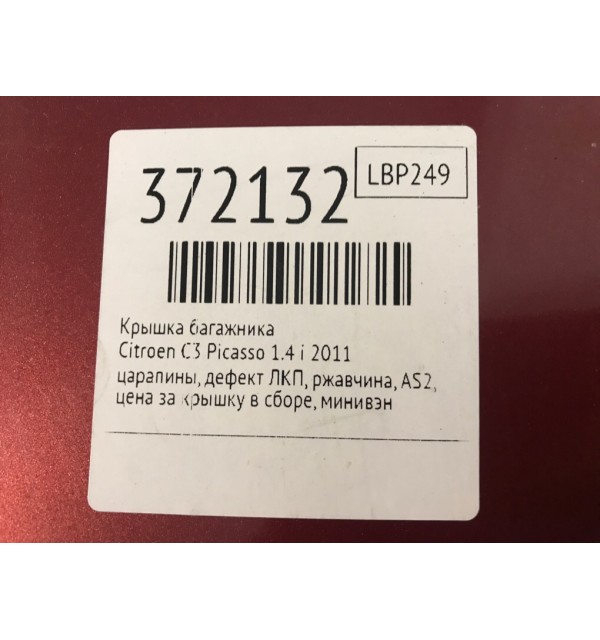 372132
LBP249
Крышка багажника
Citroen C3 Picasso 1.4 i 2011
царапины, дефект ЛКП, ржавчина, AS2,
цена за крышку в сборе, минивэн